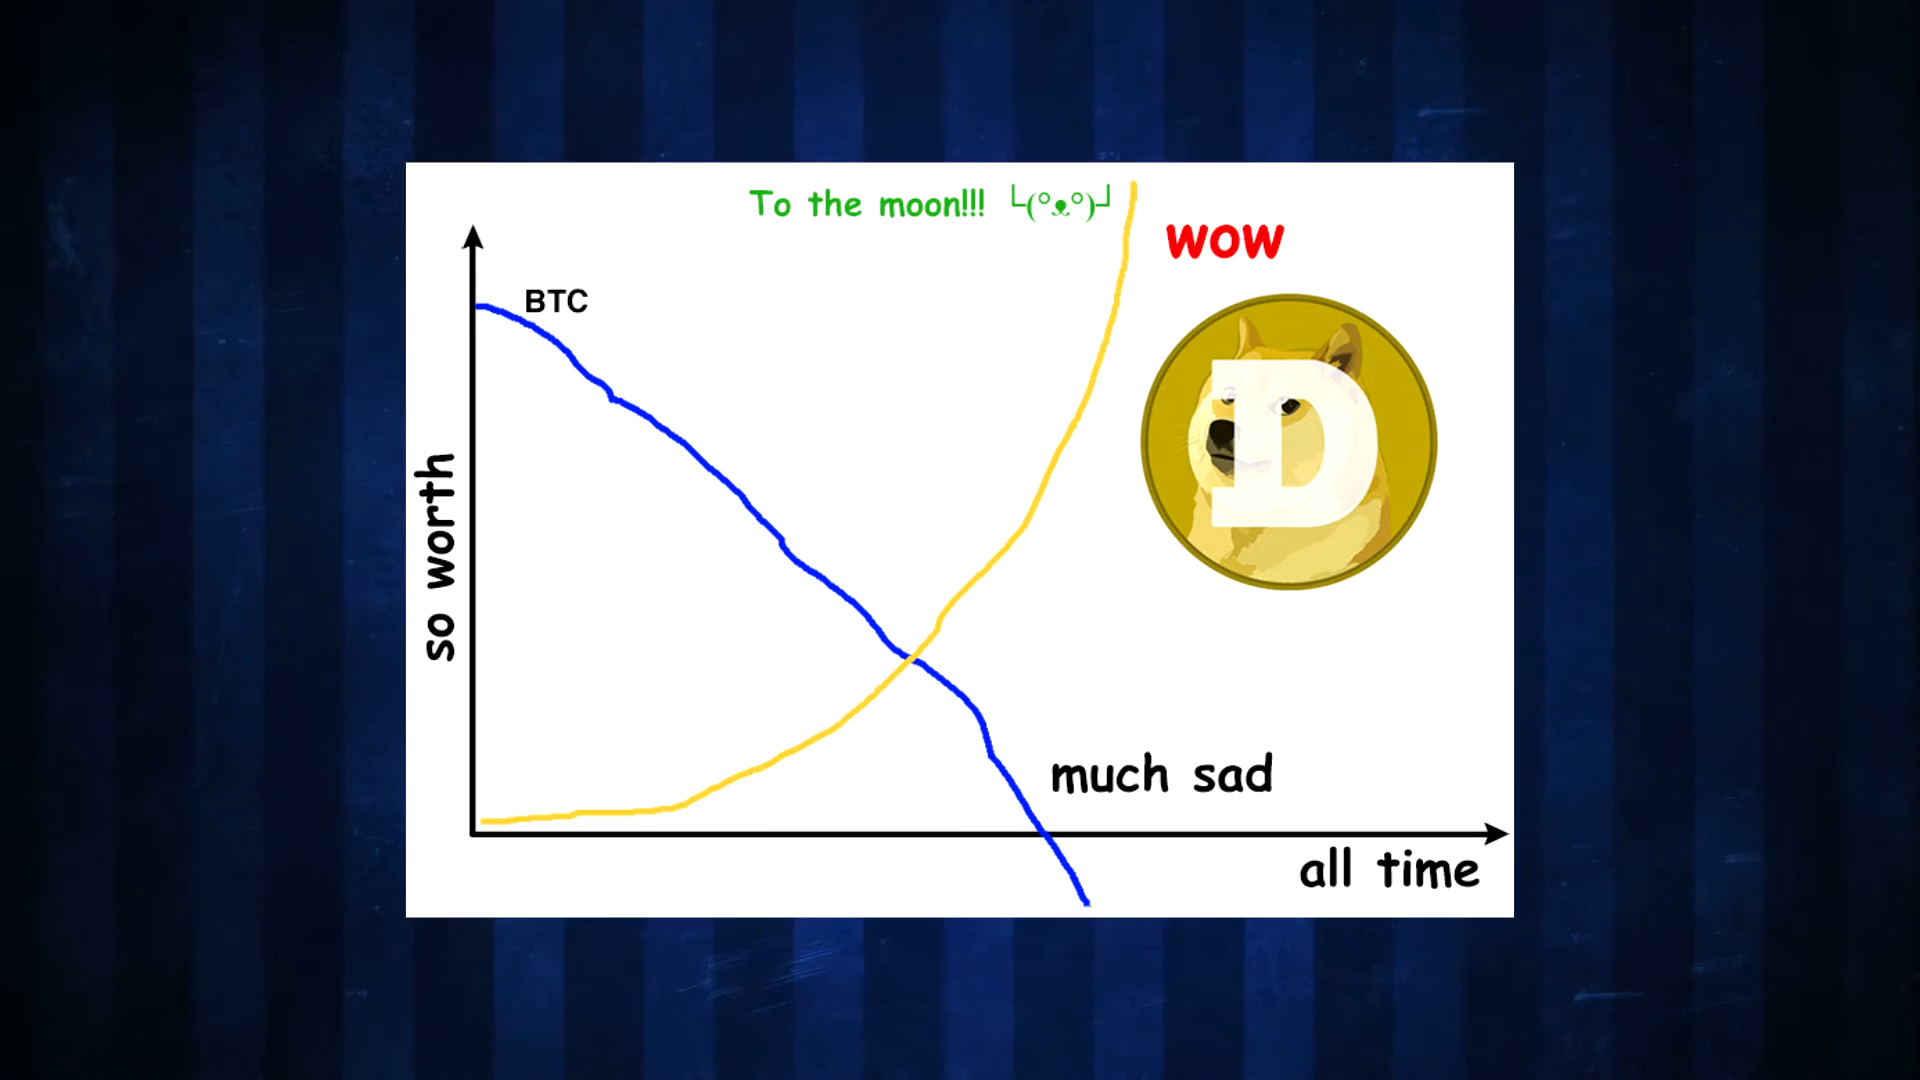 To the moon!!! └(°ᴥ°)┘
wow
BTC
so worth
D
much sad
all time